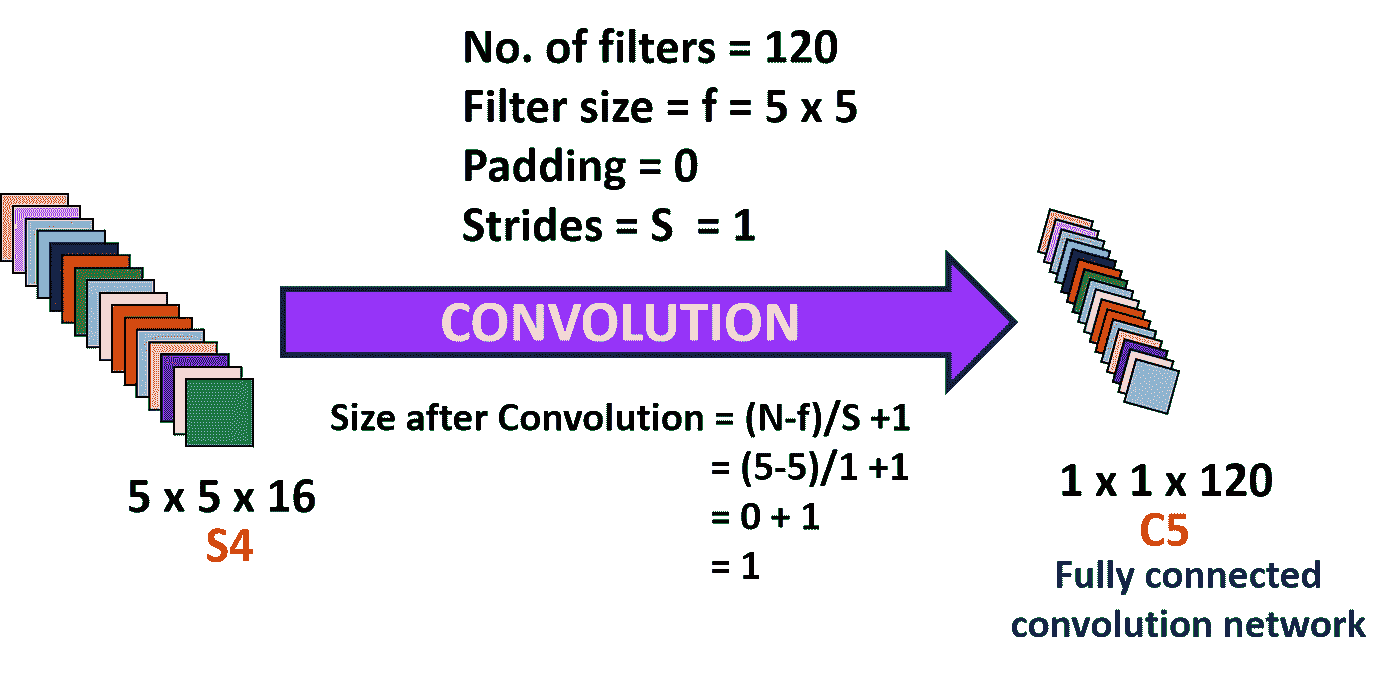 No. of filters = 120
Filter size = f = 5 x 5
Padding = 0
Strides = S = 1
CONVOLUTION
Size after Convolution = (N-f)/S +1
= (5-5)/1 +1
= 0 + 1
= 1
5 x 5 x 16
S4
1 x 1 x 120
C5
Fully connected
convolution network